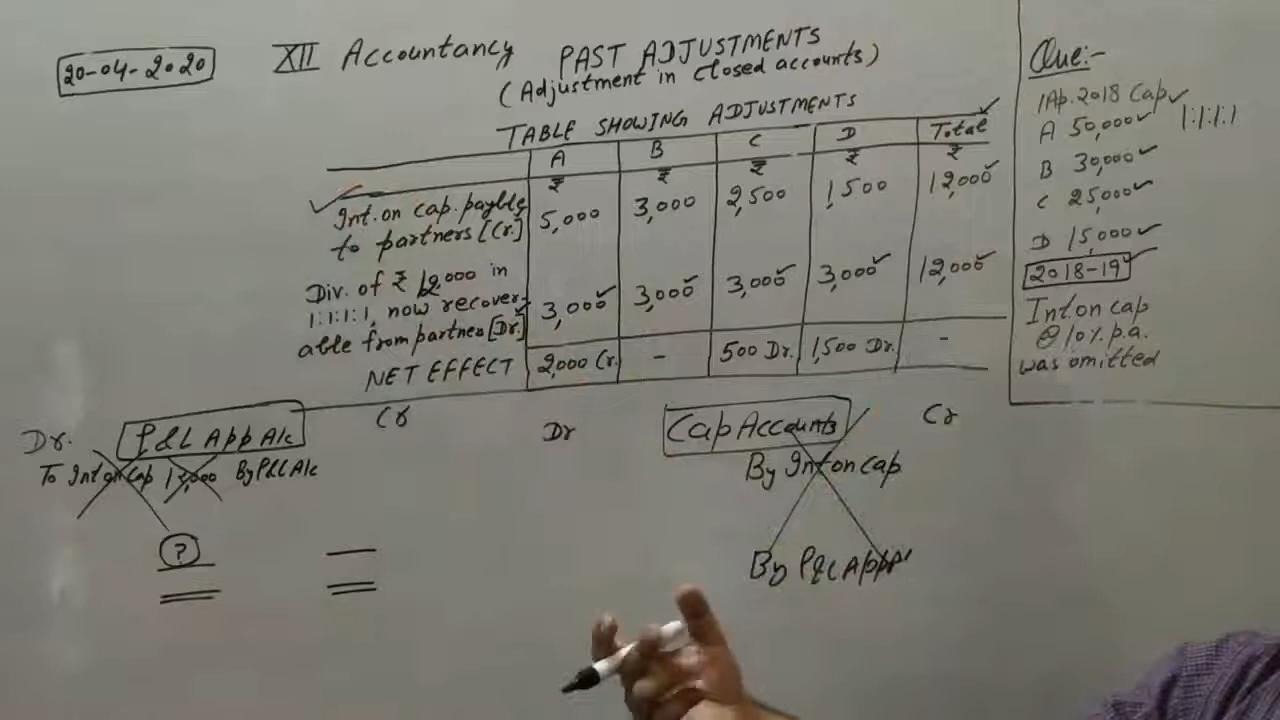 20-04-2020
XII Accountancy
PAST ADJUSTMENTS
(Adjustment in closed accounts)
TABLE SHOWING ADJUSTMENTS
A B C D Total
₹ ₹ ₹ ₹ ₹
Int. on cap. payble to partners [Cr.] 5,000 3,000 2,500 1,500 12,000
Div. of ₹ 12,000 in 1:1:1:1, now recoverable from partners [Dr.] 3,000 3,000 3,000 3,000 12,000
NET EFFECT 2,000 Cr. - 500 Dr. 1,500 Dr. -
Dr. P&L App A/c Cr
To Int on Cap 12,000 By P&L A/c
?
Dr Cap Accounts Cr
By Int on cap
By P&L App A
Que:-
1 Ap. 2018 Cap
A 50,000 1:1:1:1
B 30,000
C 25,000
D 15,000
2018-19
Int on cap
@ 10% p.a.
was omitted